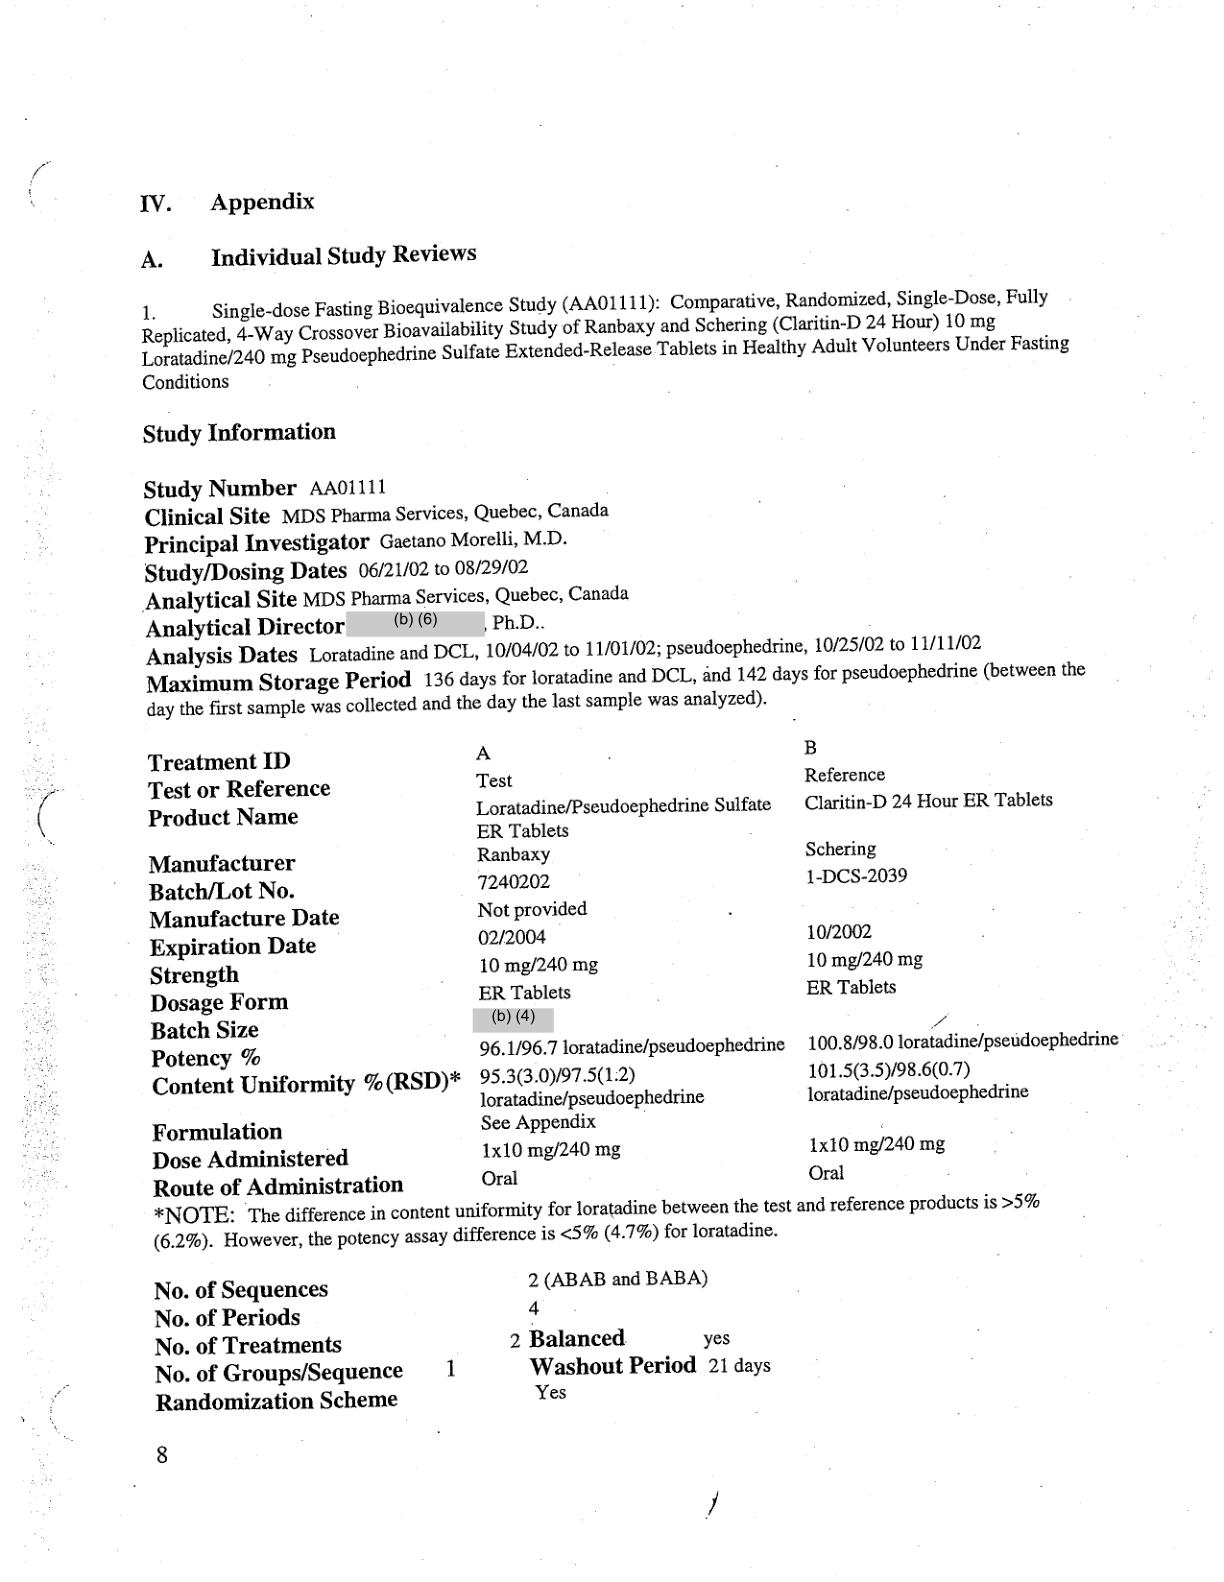 IV. Appendix
A. Individual Study Reviews
1. Single-dose Fasting Bioequivalence Study (AA01111): Comparative, Randomized, Single-Dose, Fully
Replicated, 4-Way Crossover Bioavailability Study of Ranbaxy and Schering (Claritin-D 24 Hour) 10 mg
Loratadine/240 mg Pseudoephedrine Sulfate Extended-Release Tablets in Healthy Adult Volunteers Under Fasting
Conditions
Study Information
Study Number AA01111
Clinical Site MDS Pharma Services, Quebec, Canada
Principal Investigator Gaetano Morelli, M.D.
Study/Dosing Dates 06/21/02 to 08/29/02
Analytical Site MDS Pharma Services, Quebec, Canada
Analytical Director (b) (6) , Ph.D..
Analysis Dates Loratadine and DCL, 10/04/02 to 11/01/02; pseudoephedrine, 10/25/02 to 11/11/02
Maximum Storage Period 136 days for loratadine and DCL, and 142 days for pseudoephedrine (between the
day the first sample was collected and the day the last sample was analyzed).
Treatment ID A B
Test or Reference Test Reference
Product Name Loratadine/Pseudoephedrine Sulfate Claritin-D 24 Hour ER Tablets
ER Tablets
Manufacturer Ranbaxy Schering
Batch/Lot No. 7240202 1-DCS-2039
Manufacture Date Not provided
Expiration Date 02/2004 10/2002
Strength 10 mg/240 mg 10 mg/240 mg
Dosage Form ER Tablets ER Tablets
Batch Size (b) (4)
Potency % 96.1/96.7 loratadine/pseudoephedrine 100.8/98.0 loratadine/pseudoephedrine
Content Uniformity % (RSD)* 95.3(3.0)/97.5(1.2) 101.5(3.5)/98.6(0.7)
loratadine/pseudoephedrine loratadine/pseudoephedrine
Formulation See Appendix
Dose Administered 1x10 mg/240 mg 1x10 mg/240 mg
Route of Administration Oral Oral
*NOTE: The difference in content uniformity for loratadine between the test and reference products is >5%
(6.2%). However, the potency assay difference is <5% (4.7%) for loratadine.
No. of Sequences 2 (ABAB and BABA)
No. of Periods 4
No. of Treatments 2 Balanced yes
No. of Groups/Sequence 1 Washout Period 21 days
Randomization Scheme Yes
8